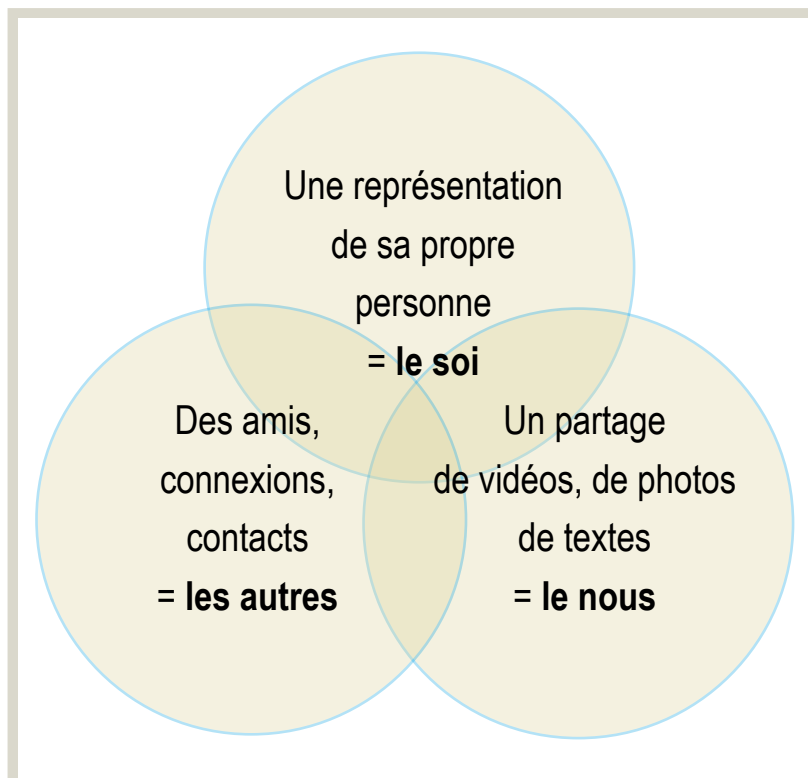 Une représentation
de sa propre
personne
= le soi
Des amis,
connexions,
contacts
= les autres
Un partage
de vidéos, de photos
de textes
= le nous